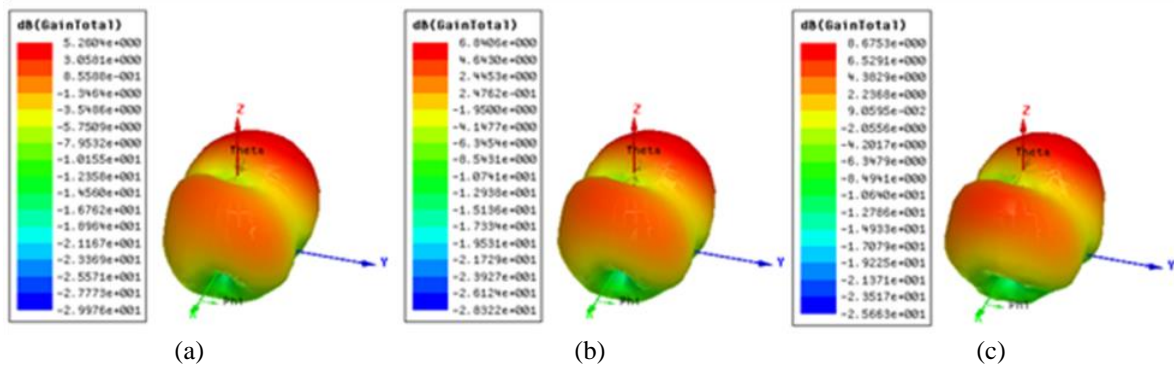 dB(GainTotal)
5.2604e+000
3.0581e+000
8.5588e-001
-1.3464e+000
-3.5486e+000
-5.7509e+000
-7.9532e+000
-1.0155e+001
-1.2358e+001
-1.4560e+001
-1.6762e+001
-1.8964e+001
-2.1167e+001
-2.3369e+001
-2.5571e+001
-2.7773e+001
-2.9976e+001
Z
Theta
Y
Phi
X
(a)
dB(GainTotal)
6.8406e+000
4.6430e+000
2.4453e+000
2.4762e-001
-1.9500e+000
-4.1477e+000
-6.3454e+000
-8.5431e+000
-1.0741e+001
-1.2938e+001
-1.5136e+001
-1.7334e+001
-1.9531e+001
-2.1729e+001
-2.3927e+001
-2.6124e+001
-2.8322e+001
Z
Theta
Y
Phi
X
(b)
dB(GainTotal)
8.6753e+000
6.5291e+000
4.3829e+000
2.2368e+000
9.0595e-002
-2.0556e+000
-4.2017e+000
-6.3479e+000
-8.4941e+000
-1.0640e+001
-1.2786e+001
-1.4933e+001
-1.7079e+001
-1.9225e+001
-2.1371e+001
-2.3517e+001
-2.5663e+001
Z
Theta
Y
Phi
X
(c)